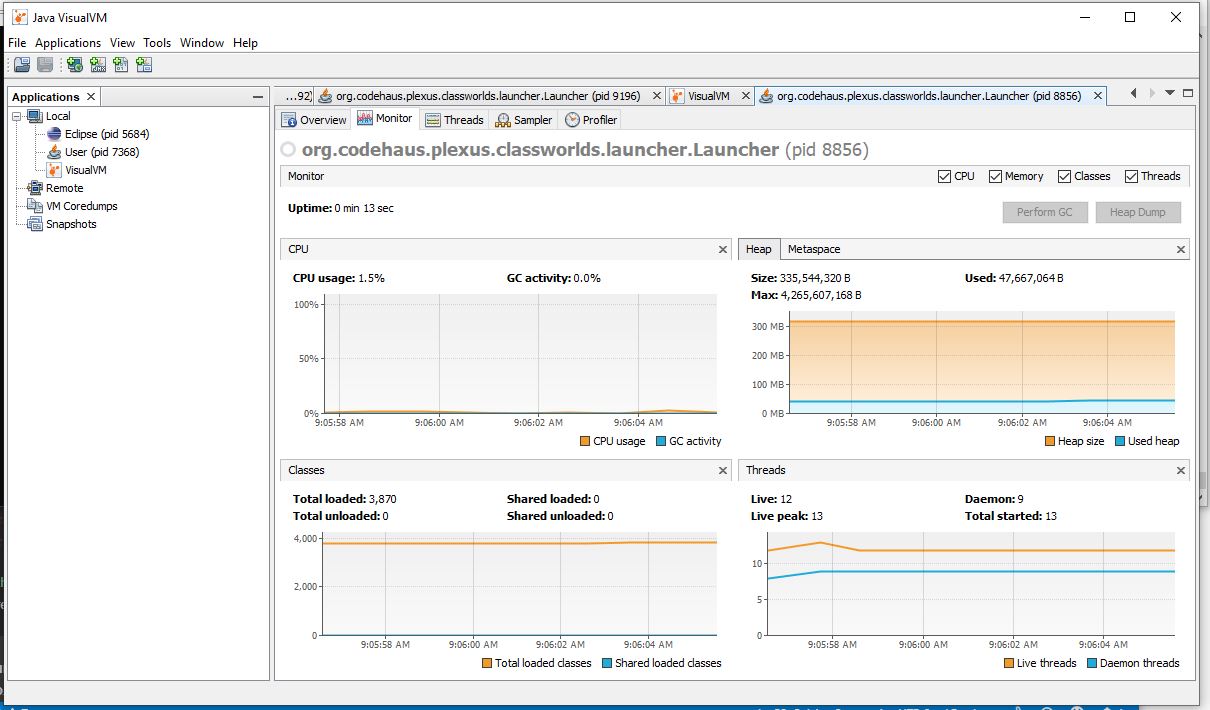 Java VisualVM
File Applications View Tools Window Help
Applications
Local
Eclipse (pid 5684)
User (pid 7368)
VisualVM
Remote
VM Coredumps
Snapshots
...92) org.codehaus.plexus.classworlds.launcher.Launcher (pid 9196) VisualVM org.codehaus.plexus.classworlds.launcher.Launcher (pid 8856)
Overview Monitor Threads Sampler Profiler
org.codehaus.plexus.classworlds.launcher.Launcher (pid 8856)
Monitor CPU Memory Classes Threads
Uptime: 0 min 13 sec
Perform GC Heap Dump
CPU
CPU usage: 1.5% GC activity: 0.0%
100%
50%
0%
9:05:58 AM 9:06:00 AM 9:06:02 AM 9:06:04 AM
CPU usage GC activity
Heap Metaspace
Size: 335,544,320 B Used: 47,667,064 B
Max: 4,265,607,168 B
300 MB
200 MB
100 MB
0 MB
9:05:58 AM 9:06:00 AM 9:06:02 AM 9:06:04 AM
Heap size Used heap
Classes
Total loaded: 3,870 Shared loaded: 0
Total unloaded: 0 Shared unloaded: 0
4,000
2,000
0
9:05:58 AM 9:06:00 AM 9:06:02 AM 9:06:04 AM
Total loaded classes Shared loaded classes
Threads
Live: 12 Daemon: 9
Live peak: 13 Total started: 13
10
5
0
9:05:58 AM 9:06:00 AM 9:06:02 AM 9:06:04 AM
Live threads Daemon threads